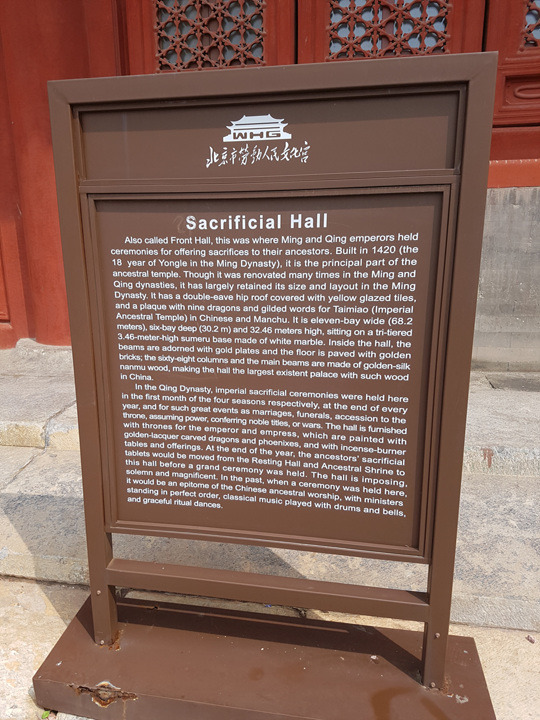 WHG
北京市劳动人民文化宫
Sacrificial Hall
Also called Front Hall, this was where Ming and Qing emperors held
ceremonies for offering sacrifices to their ancestors. Built in 1420 (the
18 year of Yongle in the Ming Dynasty), it is the principal part of the
ancestral temple. Though it was renovated many times in the Ming and
Qing dynasties, it has largely retained its size and layout in the Ming
Dynasty. It has a double-eave hip roof covered with yellow glazed tiles,
and a plaque with nine dragons and gilded words for Taimiao (Imperial
Ancestral Temple) in Chinese and Manchu. It is eleven-bay wide (68.2
meters), six-bay deep (30.2 m) and 32.46 meters high, sitting on a tri-tiered
3.46-meter-high sumeru base made of white marble. Inside the hall, the
beams are adorned with gold plates and the floor is paved with golden
bricks; the sixty-eight columns and the main beams are made of golden-silk
nanmu wood, making the hall the largest existent palace with such wood
in China.
In the Qing Dynasty, imperial sacrificial ceremonies were held here
in the first month of the four seasons respectively, at the end of every
year, and for such great events as marriages, funerals, accession to the
throne, assuming power, conferring noble titles, or wars. The hall is furnished
with thrones for the emperor and empress, which are painted with
golden-lacquer carved dragons and phoenixes, and with incense-burner
tables and offerings. At the end of the year, the ancestors' sacrificial
tablets would be moved from the Resting Hall and Ancestral Shrine to
this hall before a grand ceremony was held. The hall is imposing,
solemn and magnificent. In the past, when a ceremony was held here,
it would be an epitome of the Chinese ancestral worship, with ministers
standing in perfect order, classical music played with drums and bells,
and graceful ritual dances.